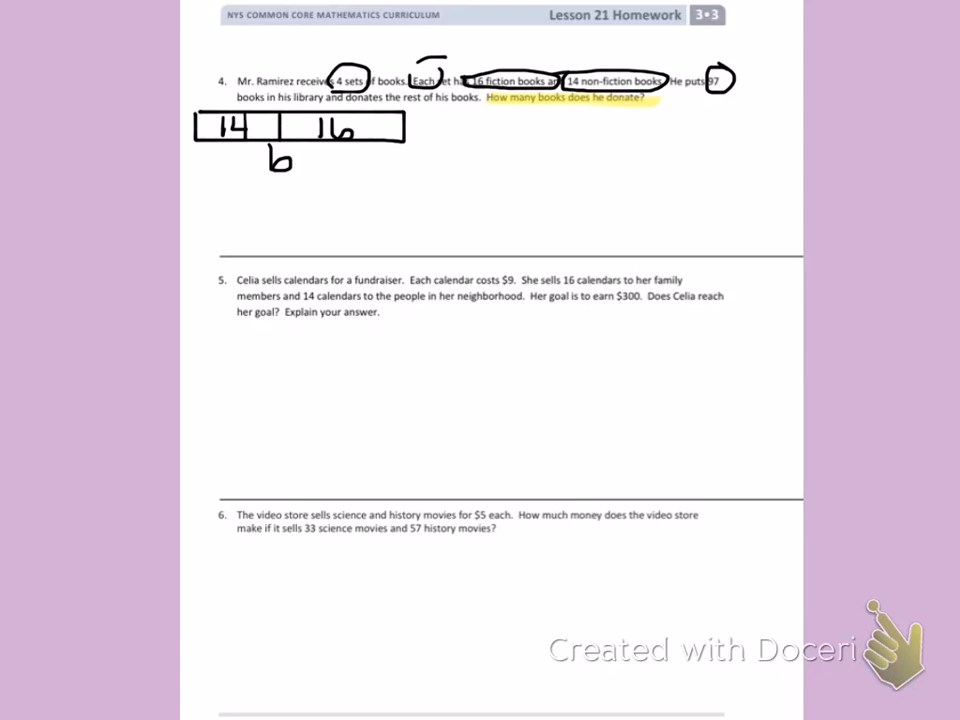 NYS COMMON CORE MATHEMATICS CURRICULUM Lesson 21 Homework 3•3
4. Mr. Ramirez receives 4 sets of books. Each set has 16 fiction books and 14 non-fiction books. He puts 97
books in his library and donates the rest of his books. How many books does he donate?
14 16
b
5. Celia sells calendars for a fundraiser. Each calendar costs $9. She sells 16 calendars to her family
members and 14 calendars to the people in her neighborhood. Her goal is to earn $300. Does Celia reach
her goal? Explain your answer.
6. The video store sells science and history movies for $5 each. How much money does the video store
make if it sells 33 science movies and 57 history movies?
Created with Doceri